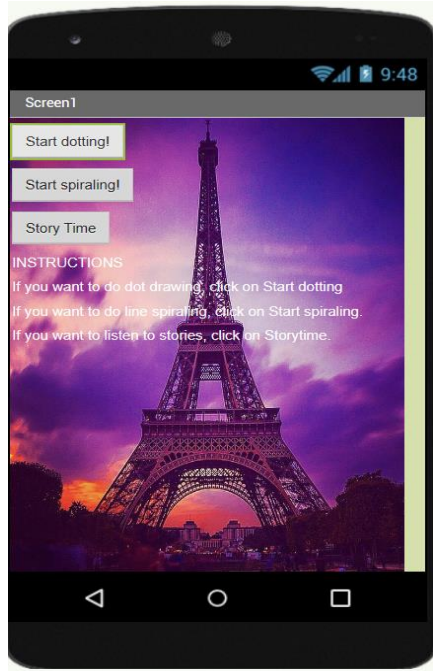 9:48
Screen1
Start dotting!
Start spiraling!
Story Time
INSTRUCTIONS
If you want to do dot drawing, click on Start dotting
If you want to do line spiraling, click on Start spiraling.
If you want to listen to stories, click on Storytime.